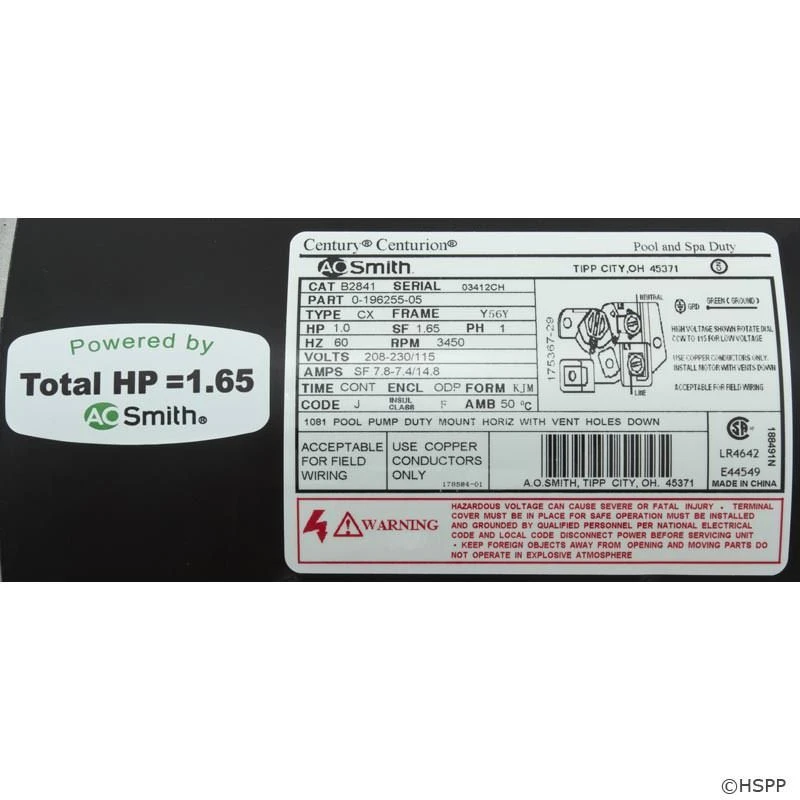 Powered by
Total HP =1.65
AO Smith®
Century® Centurion® Pool and Spa Duty
AO Smith. TIPP CITY, OH 45371
CAT B2841 SERIAL 03412CH
PART 0-196255-05
TYPE CX FRAME Y56Y
HP 1.0 SF 1.65 PH 1
HZ 60 RPM 3450
VOLTS 208-230/115
AMPS SF 7.8-7.4/14.8
TIME CONT ENCL ODP FORM KJM
CODE J INSUL CLASS F AMB 50 °C
175367-29
NEUTRAL
L1
LINE
GRD GREEN ( GROUND )
HIGH VOLTAGE SHOWN ROTATE DIAL
CCW TO 115 FOR LOW VOLTAGE
USE COPPER CONDUCTORS ONLY.
INSTALL MOTOR WITH VENTS DOWN
ACCEPTABLE FOR FIELD WIRING
1081 POOL PUMP DUTY MOUNT HORIZ WITH VENT HOLES DOWN
ACCEPTABLE
FOR FIELD
WIRING
USE COPPER
CONDUCTORS
ONLY
178584-01
A.O.SMITH, TIPP CITY, OH. 45371
LR4642
E44549
MADE IN CHINA
188491N
WARNING
HAZARDOUS VOLTAGE CAN CAUSE SEVERE OR FATAL INJURY • TERMINAL
COVER MUST BE IN PLACE FOR SAFE OPERATION MUST BE INSTALLED
AND GROUNDED BY QUALIFIED PERSONNEL PER NATIONAL ELECTRICAL
CODE AND LOCAL CODE DISCONNECT POWER BEFORE SERVICING UNIT
• KEEP FOREIGN OBJECTS AWAY FROM OPENING AND MOVING PARTS DO
NOT OPERATE IN EXPLOSIVE ATMOSPHERE
©HSPP